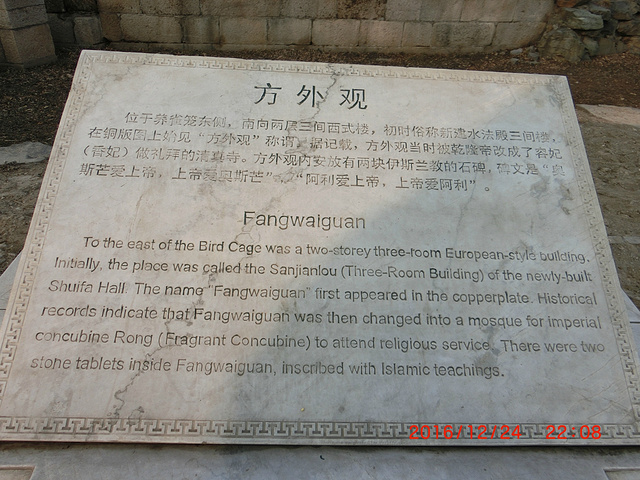 方外观
位于养雀笼东侧，南向两层三间西式楼，初时俗称新建水法殿三间楼，
在铜版图上始见“方外观”称谓，据记载，方外观当时被乾隆帝改成了容妃
（香妃）做礼拜的清真寺。方外观内安放有两块伊斯兰教的石碑，碑文是“奥
斯芒爱上帝，上帝爱奥斯芒”、“阿利爱上帝，上帝爱阿利”。
Fangwaiguan
To the east of the Bird Cage was a two-storey three-room European-style building.
Initially, the place was called the Sanjianlou (Three-Room Building) of the newly-built
Shuifa Hall. The name "Fangwaiguan" first appeared in the copperplate. Historical
records indicate that Fangwaiguan was then changed into a mosque for imperial
concubine Rong (Fragrant Concubine) to attend religious service. There were two
stone tablets inside Fangwaiguan, inscribed with Islamic teachings.
2016/12/24 22:08